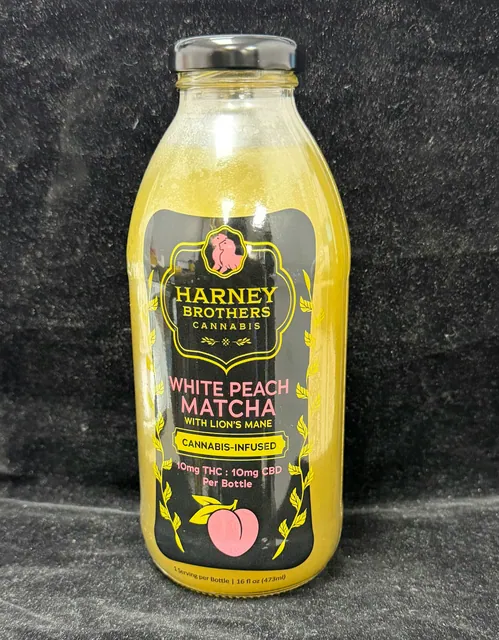 HARNEY
BROTHERS
CANNABIS
WHITE PEACH
MATCHA
WITH LION'S MANE
CANNABIS-INFUSED
10mg THC : 10mg CBD
Per Bottle
1 Serving per Bottle | 16 fl oz (473ml)